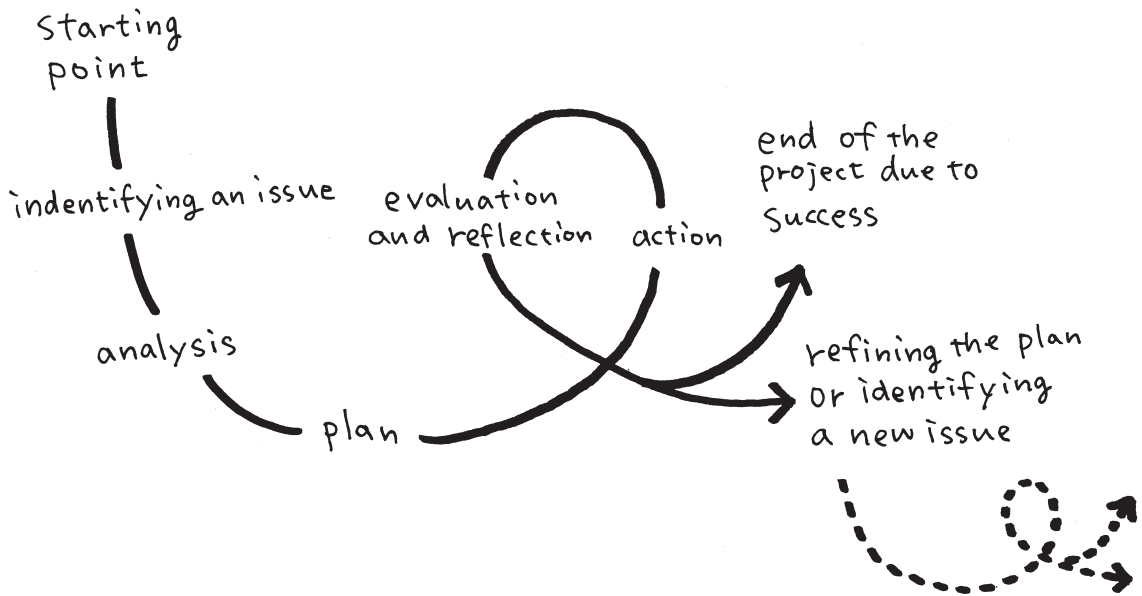 Starting
point
indentifying an issue
analysis
plan
action
evaluation
and reflection
end of the
project due to
success
refining the plan
or identifying
a new issue